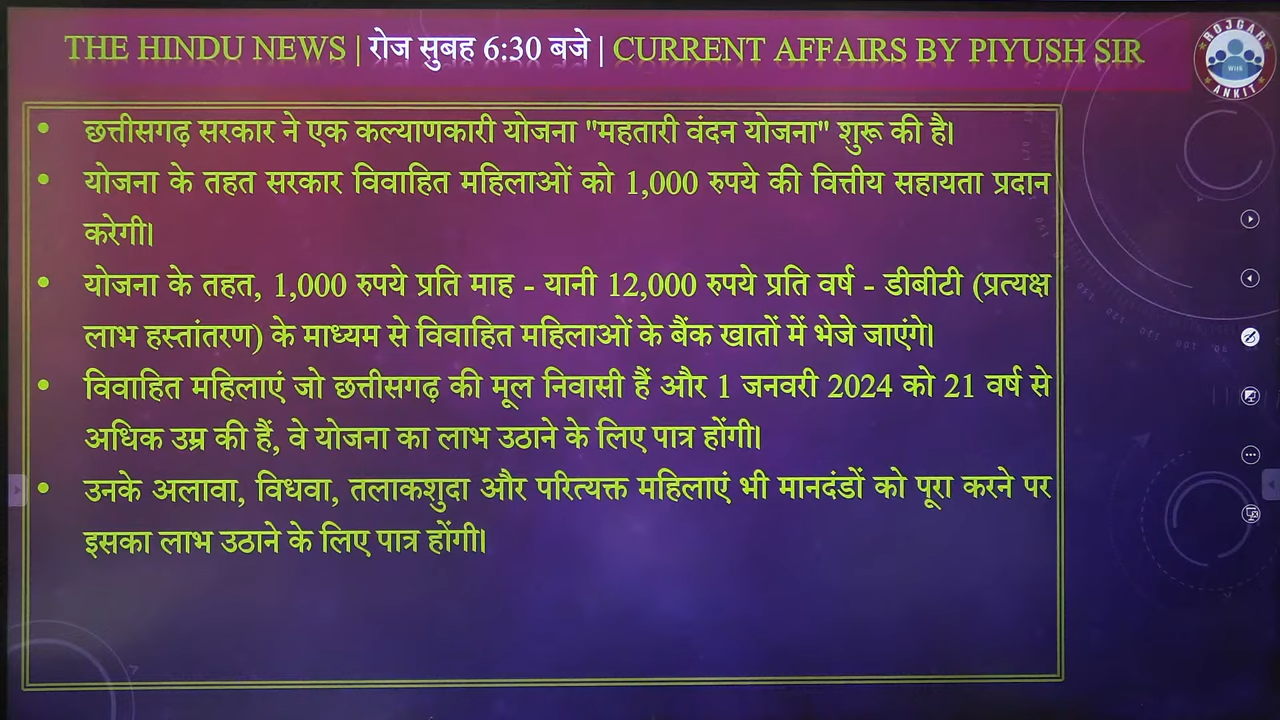 THE HINDU NEWS | रोज सुबह 6:30 बजे | CURRENT AFFAIRS BY PIYUSH SIR
ROJGAR
WITH
ANKIT
• छत्तीसगढ़ सरकार ने एक कल्याणकारी योजना "महतारी वंदन योजना" शुरू की है।
• योजना के तहत सरकार विवाहित महिलाओं को 1,000 रुपये की वित्तीय सहायता प्रदान
करेगी।
• योजना के तहत, 1,000 रुपये प्रति माह - यानी 12,000 रुपये प्रति वर्ष - डीबीटी (प्रत्यक्ष
लाभ हस्तांतरण) के माध्यम से विवाहित महिलाओं के बैंक खातों में भेजे जाएंगे।
• विवाहित महिलाएं जो छत्तीसगढ़ की मूल निवासी हैं और 1 जनवरी 2024 को 21 वर्ष से
अधिक उम्र की हैं, वे योजना का लाभ उठाने के लिए पात्र होंगी।
• उनके अलावा, विधवा, तलाकशुदा और परित्यक्त महिलाएं भी मानदंडों को पूरा करने पर
इसका लाभ उठाने के लिए पात्र होंगी।